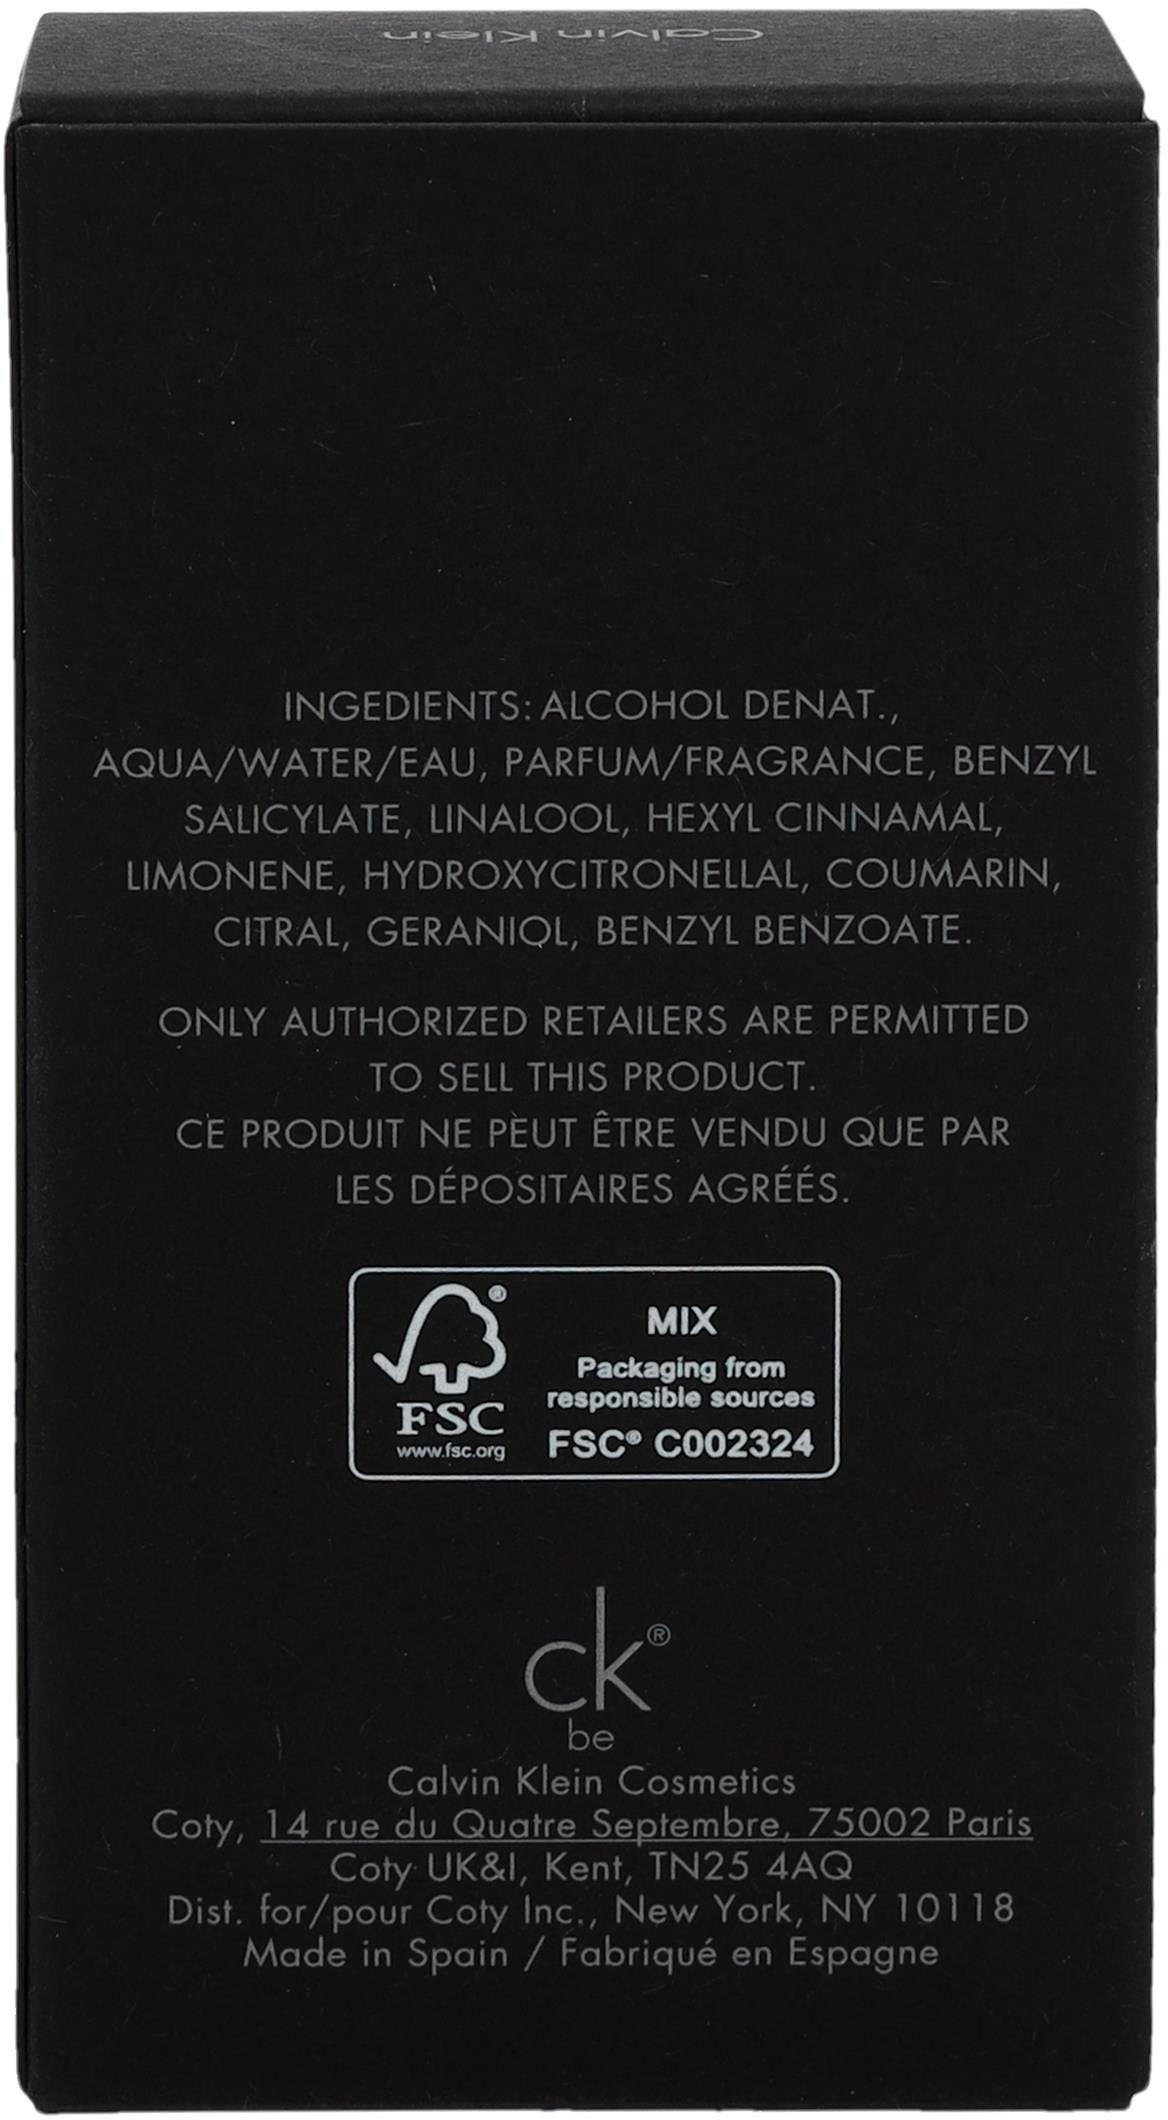 Calvin Klein
INGEDIENTS: ALCOHOL DENAT.,
AQUA/WATER/EAU, PARFUM/FRAGRANCE, BENZYL
SALICYLATE, LINALOOL, HEXYL CINNAMAL,
LIMONENE, HYDROXYCITRONELLAL, COUMARIN,
CITRAL, GERANIOL, BENZYL BENZOATE.
ONLY AUTHORIZED RETAILERS ARE PERMITTED
TO SELL THIS PRODUCT.
CE PRODUIT NE PEUT ÊTRE VENDU QUE PAR
LES DÉPOSITAIRES AGRÉÉS.
®
FSC
www.fsc.org
MIX
Packaging from
responsible sources
FSC® C002324
ck®
be
Calvin Klein Cosmetics
Coty, 14 rue du Quatre Septembre, 75002 Paris
Coty UK&I, Kent, TN25 4AQ
Dist. for/pour Coty Inc., New York, NY 10118
Made in Spain / Fabriqué en Espagne